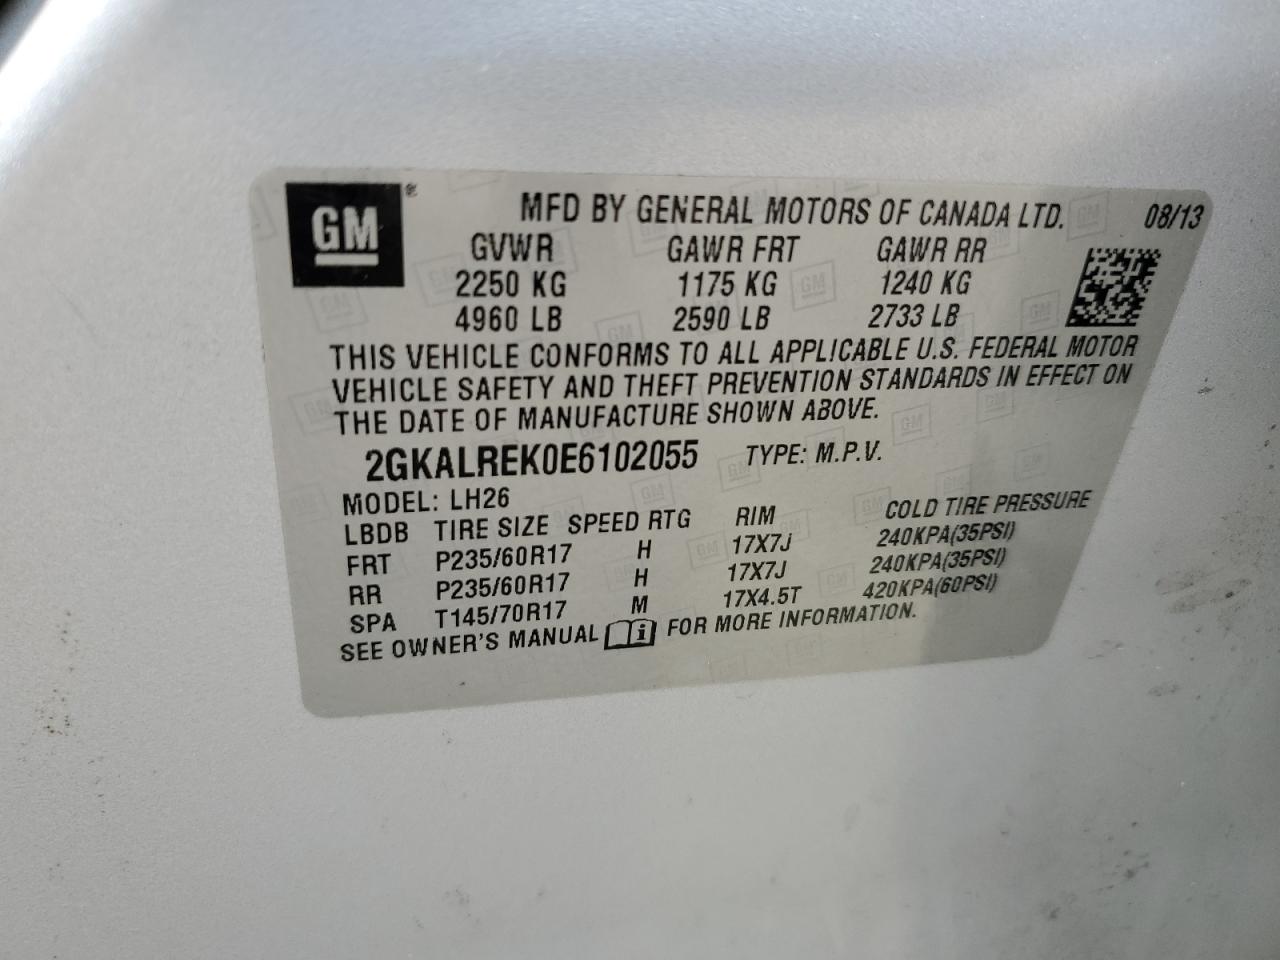 GM®
MFD BY GENERAL MOTORS OF CANADA LTD. 08/13
GVWR GAWR FRT GAWR RR
2250 KG 1175 KG 1240 KG
4960 LB 2590 LB 2733 LB
THIS VEHICLE CONFORMS TO ALL APPLICABLE U.S. FEDERAL MOTOR
VEHICLE SAFETY AND THEFT PREVENTION STANDARDS IN EFFECT ON
THE DATE OF MANUFACTURE SHOWN ABOVE.
2GKALREK0E6102055 TYPE: M.P.V.
MODEL: LH26
LBDB TIRE SIZE SPEED RTG RIM COLD TIRE PRESSURE
FRT P235/60R17 H 17X7J 240KPA(35PSI)
RR P235/60R17 H 17X7J 240KPA(35PSI)
SPA T145/70R17 M 17X4.5T 420KPA(60PSI)
SEE OWNER'S MANUAL i FOR MORE INFORMATION.